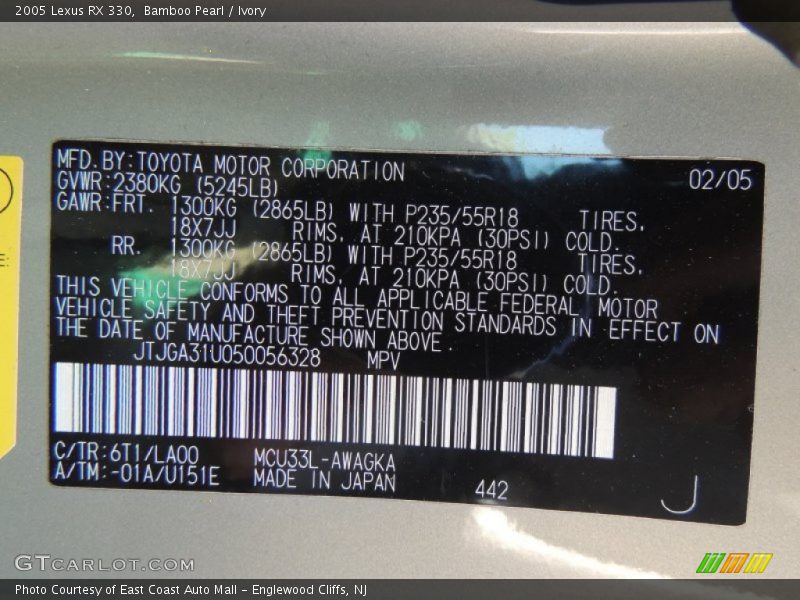 2005 Lexus RX 330, Bamboo Pearl / Ivory
MFD.BY:TOYOTA MOTOR CORPORATION 02/05
GVWR:2380KG (5245LB)
GAWR:FRT. 1300KG (2865LB) WITH P235/55R18 TIRES,
18X7JJ RIMS, AT 210KPA (30PSI) COLD.
RR. 1300KG (2865LB) WITH P235/55R18 TIRES,
18X7JJ RIMS, AT 210KPA (30PSI) COLD.
THIS VEHICLE CONFORMS TO ALL APPLICABLE FEDERAL MOTOR
VEHICLE SAFETY AND THEFT PREVENTION STANDARDS IN EFFECT ON
THE DATE OF MANUFACTURE SHOWN ABOVE.
JTJGA31U050056328 MPV
C/TR:6T1/LA00 MCU33L-AWAGKA
A/TM:-01A/U151E MADE IN JAPAN 442 J
GTCARLOT.COM
Photo Courtesy of East Coast Auto Mall - Englewood Cliffs, NJ